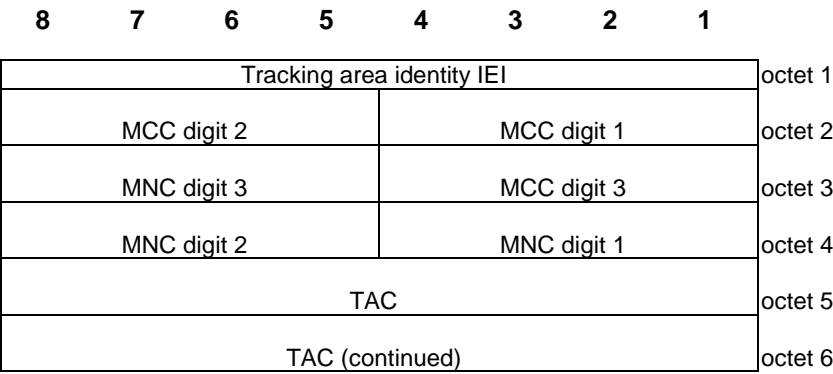 8 7 6 5 4 3 2 1
Tracking area identity IEI octet 1
MCC digit 2 MCC digit 1 octet 2
MNC digit 3 MCC digit 3 octet 3
MNC digit 2 MNC digit 1 octet 4
TAC octet 5
TAC (continued) octet 6